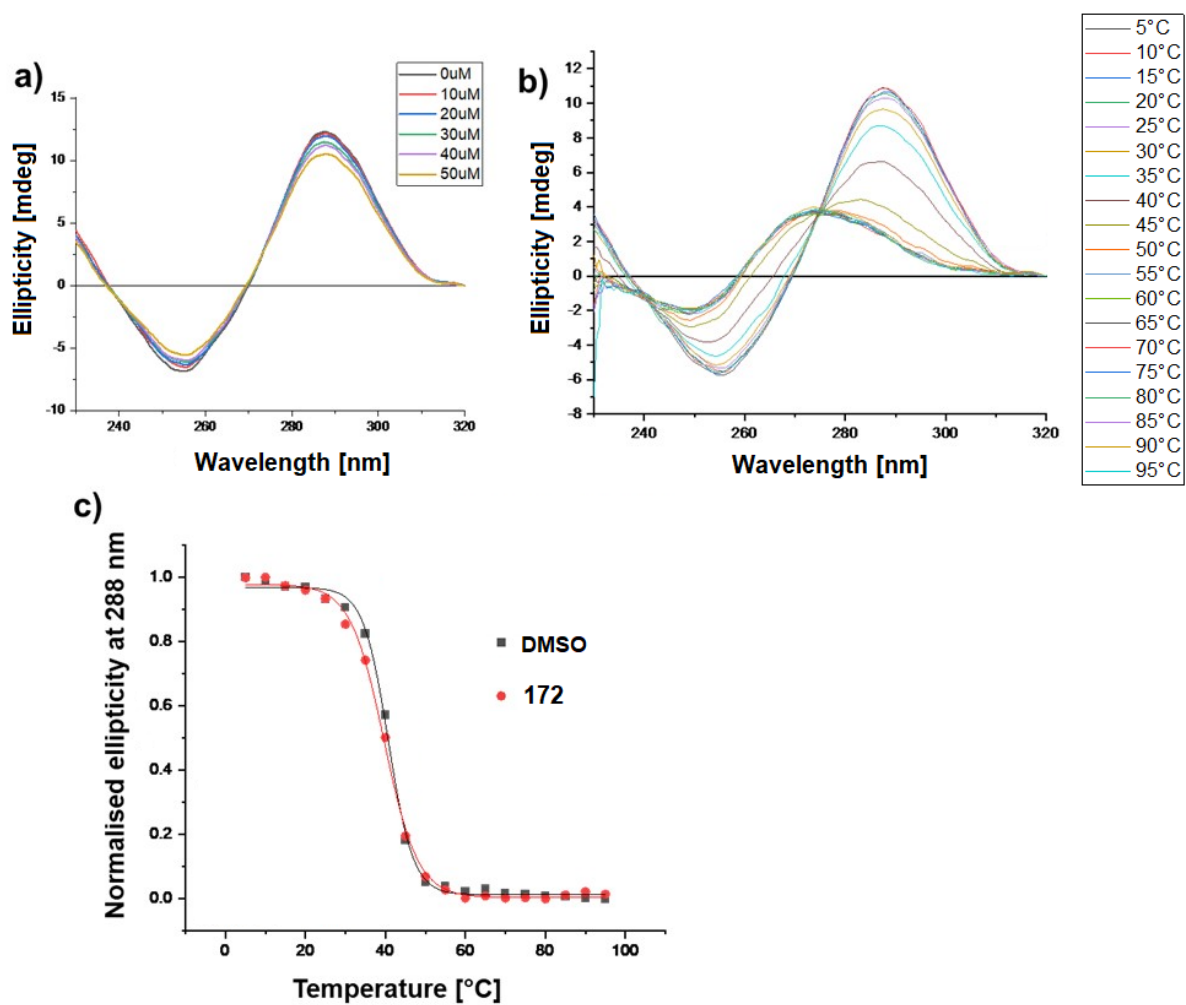 a)
0uM
10uM
20uM
30uM
40uM
50uM
15
10
5
0
-5
-10
240
260
280
300
320
Ellipticity [mdeg]
Wavelength [nm]
b)
12
10
8
6
4
2
0
-2
-4
-6
-8
240
260
280
300
320
Ellipticity [mdeg]
Wavelength [nm]
5°C
10°C
15°C
20°C
25°C
30°C
35°C
40°C
45°C
50°C
55°C
60°C
65°C
70°C
75°C
80°C
85°C
90°C
95°C
c)
Normalised ellipticity at 288 nm
1.0
0.8
0.6
0.4
0.2
0.0
DMSO
172
0
20
40
60
80
100
Temperature [°C]